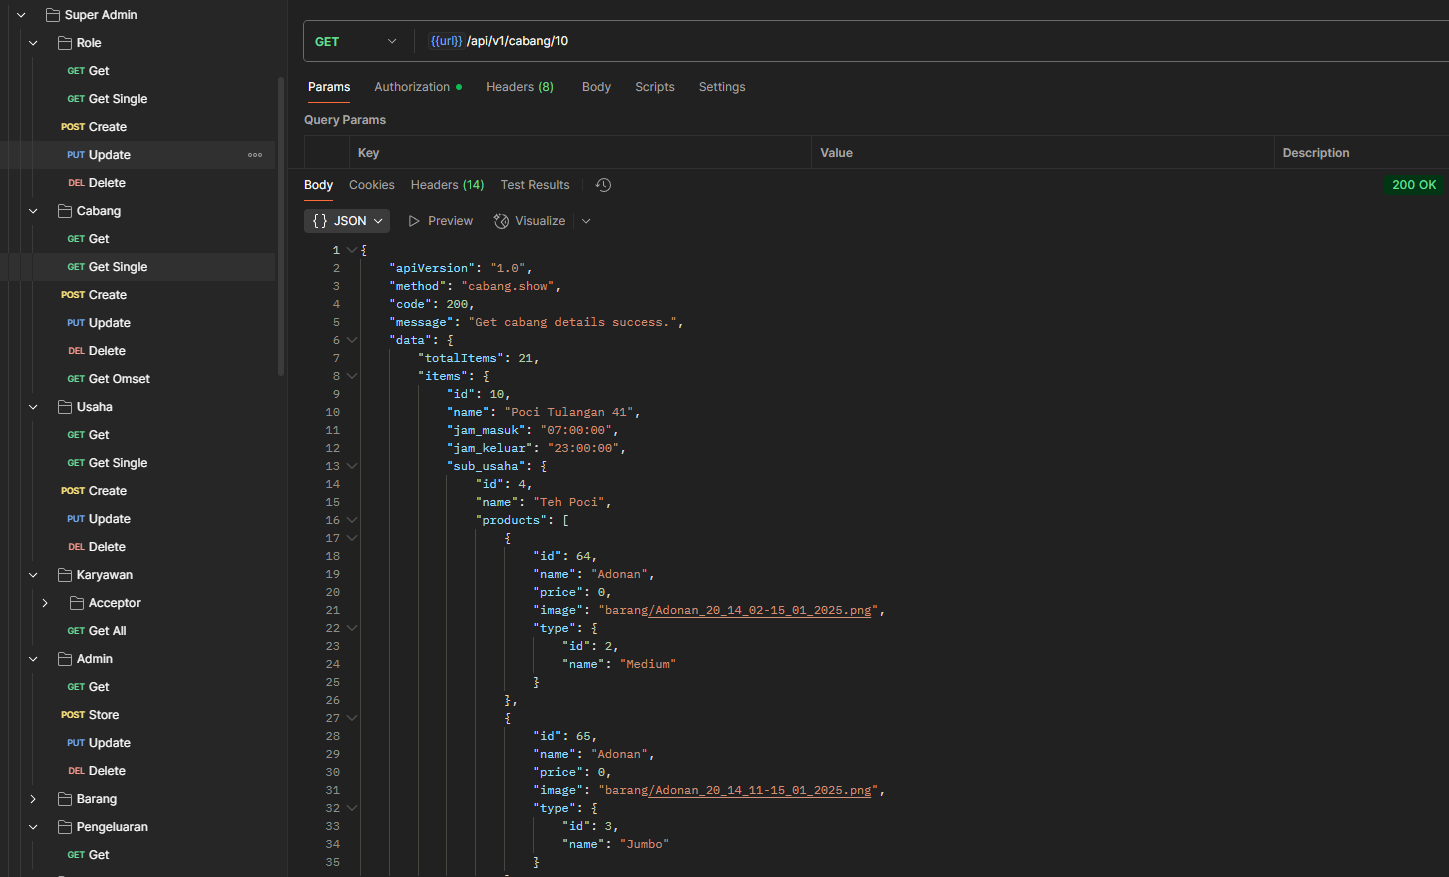 Super Admin
Role
GET Get
GET Get Single
POST Create
PUT Update
DEL Delete
Cabang
GET Get
GET Get Single
POST Create
PUT Update
DEL Delete
GET Get Omset
Usaha
GET Get
GET Get Single
POST Create
PUT Update
DEL Delete
Karyawan
Acceptor
GET Get All
Admin
GET Get
POST Store
PUT Update
DEL Delete
Barang
Pengeluaran
GET Get
GET {{url}} /api/v1/cabang/10
Params Authorization Headers (8) Body Scripts Settings
Query Params
Key Value Description
Body Cookies Headers (14) Test Results 200 OK
{} JSON Preview Visualize
1 {
2 "apiVersion": "1.0",
3 "method": "cabang.show",
4 "code": 200,
5 "message": "Get cabang details success.",
6 "data": {
7 "totalItems": 21,
8 "items": {
9 "id": 10,
10 "name": "Poci Tulangan 41",
11 "jam_masuk": "07:00:00",
12 "jam_keluar": "23:00:00",
13 "sub_usaha": {
14 "id": 4,
15 "name": "Teh Poci",
16 "products": [
17 {
18 "id": 64,
19 "name": "Adonan",
20 "price": 0,
21 "image": "barang/Adonan_20_14_02-15_01_2025.png",
22 "type": {
23 "id": 2,
24 "name": "Medium"
25 }
26 },
27 {
28 "id": 65,
29 "name": "Adonan",
30 "price": 0,
31 "image": "barang/Adonan_20_14_11-15_01_2025.png",
32 "type": {
33 "id": 3,
34 "name": "Jumbo"
35 }